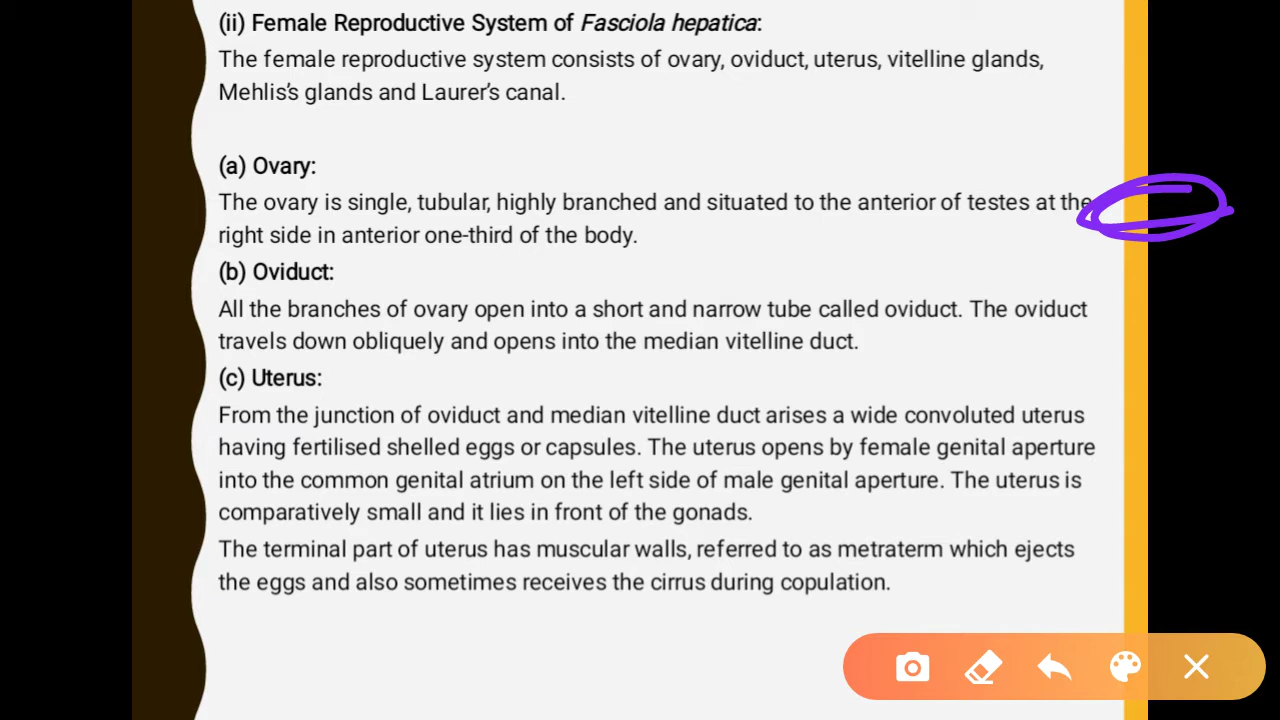 (ii) Female Reproductive System of Fasciola hepatica:
The female reproductive system consists of ovary, oviduct, uterus, vitelline glands,
Mehlis's glands and Laurer's canal.
(a) Ovary:
The ovary is single, tubular, highly branched and situated to the anterior of testes at the
right side in anterior one-third of the body.
(b) Oviduct:
All the branches of ovary open into a short and narrow tube called oviduct. The oviduct
travels down obliquely and opens into the median vitelline duct.
(c) Uterus:
From the junction of oviduct and median vitelline duct arises a wide convoluted uterus
having fertilised shelled eggs or capsules. The uterus opens by female genital aperture
into the common genital atrium on the left side of male genital aperture. The uterus is
comparatively small and it lies in front of the gonads.
The terminal part of uterus has muscular walls, referred to as metraterm which ejects
the eggs and also sometimes receives the cirrus during copulation.